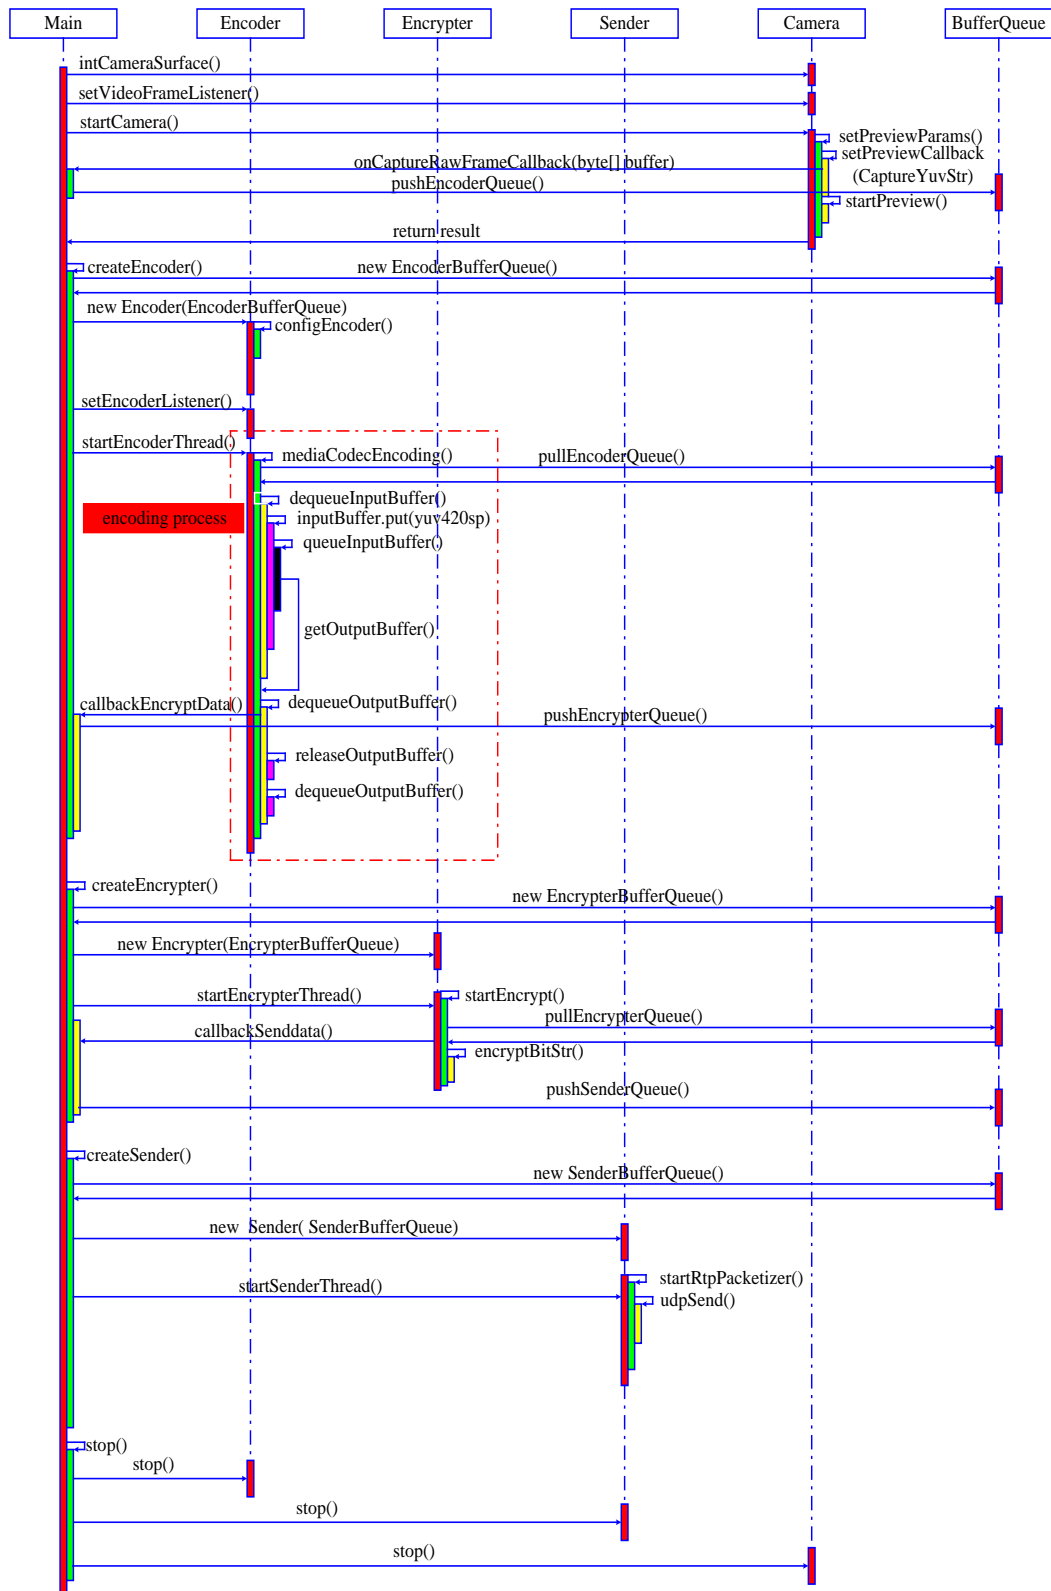 Main
Encoder
Encrypter
Sender
Camera
BufferQueue
intCameraSurface()
setVideoFrameListener()
startCamera()
setPreviewParams()
setPreviewCallback
(CaptureYuvStr)
onCaptureRawFrameCallback(byte[] buffer)
pushEncoderQueue()
startPreview()
return result
createEncoder()
new EncoderBufferQueue()
new Encoder(EncoderBufferQueue)
configEncoder()
setEncoderListener()
startEncoderThread()
mediaCodecEncoding()
pullEncoderQueue()
dequeueInputBuffer()
encoding process
inputBuffer.put(yuv420sp)
queueInputBuffer()
getOutputBuffer()
callbackEncryptData()
dequeueOutputBuffer()
pushEncrypterQueue()
releaseOutputBuffer()
dequeueOutputBuffer()
createEncrypter()
new EncrypterBufferQueue()
new Encrypter(EncrypterBufferQueue)
startEncrypterThread()
startEncrypt()
pullEncrypterQueue()
callbackSenddata()
encryptBitStr()
pushSenderQueue()
createSender()
new SenderBufferQueue()
new  Sender( SenderBufferQueue)
startSenderThread()
startRtpPacketizer()
udpSend()
stop()
stop()
stop()
stop()